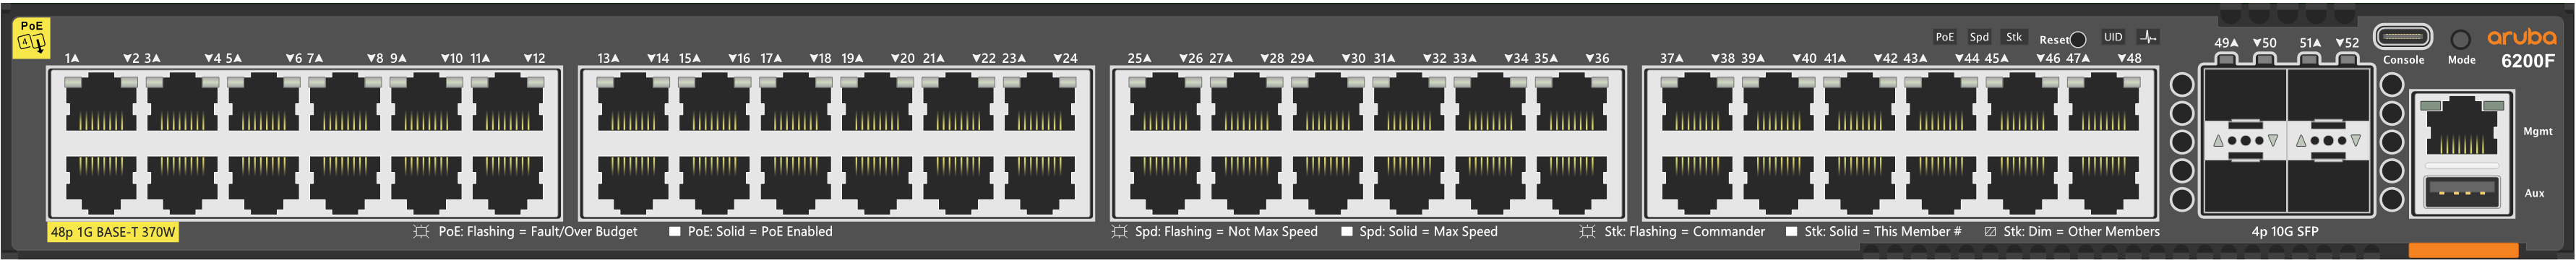 PoE
4 1
1▲ ▼2 3▲ ▼4 5▲ ▼6 7▲ ▼8 9▲ ▼10 11▲ ▼12
13▲ ▼14 15▲ ▼16 17▲ ▼18 19▲ ▼20 21▲ ▼22 23▲ ▼24
25▲ ▼26 27▲ ▼28 29▲ ▼30 31▲ ▼32 33▲ ▼34 35▲ ▼36
37▲ ▼38 39▲ ▼40 41▲ ▼42 43▲ ▼44 45▲ ▼46 47▲ ▼48
PoE Spd Stk Reset UID
49▲ ▼50 51▲ ▼52
Console
Mode
aruba
6200F
Mgmt
Aux
48p 1G BASE-T 370W
PoE: Flashing = Fault/Over Budget PoE: Solid = PoE Enabled
Spd: Flashing = Not Max Speed Spd: Solid = Max Speed
Stk: Flashing = Commander Stk: Solid = This Member # Stk: Dim = Other Members
4p 10G SFP